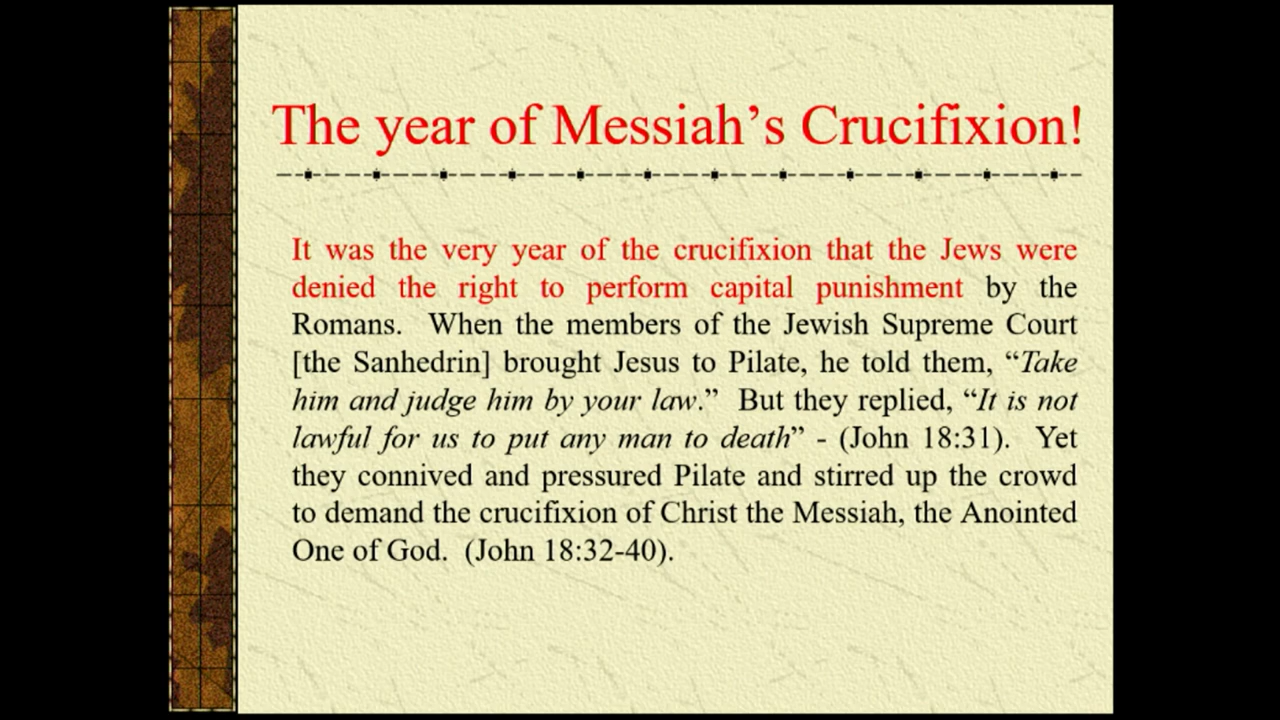 The year of Messiah’s Crucifixion!
It was the very year of the crucifixion that the Jews were
denied the right to perform capital punishment by the
Romans.  When the members of the Jewish Supreme Court
[the Sanhedrin] brought Jesus to Pilate, he told them, “Take
him and judge him by your law.”  But they replied, “It is not
lawful for us to put any man to death” - (John 18:31).  Yet
they connived and pressured Pilate and stirred up the crowd
to demand the crucifixion of Christ the Messiah, the Anointed
One of God.  (John 18:32-40).